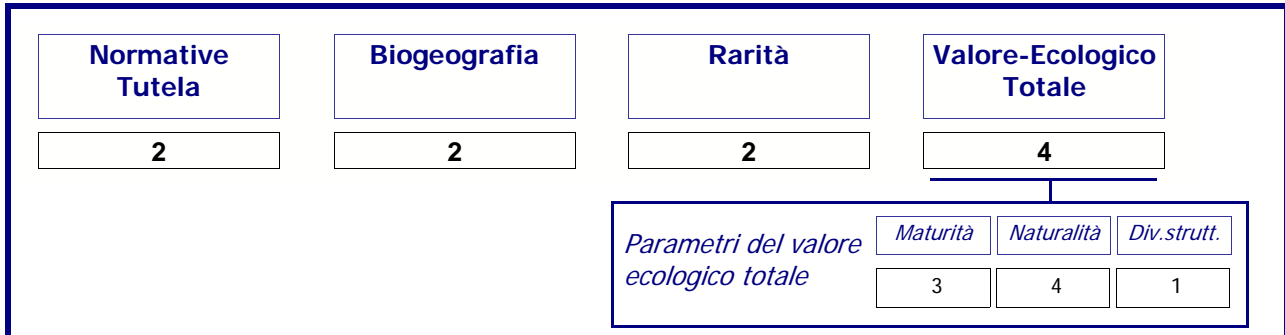 Normative
Tutela
Biogeografia
Rarità
Valore-Ecologico
Totale
2
2
2
4
Parametri del valore
ecologico totale
Maturità
Naturalità
Div.strutt.
3
4
1